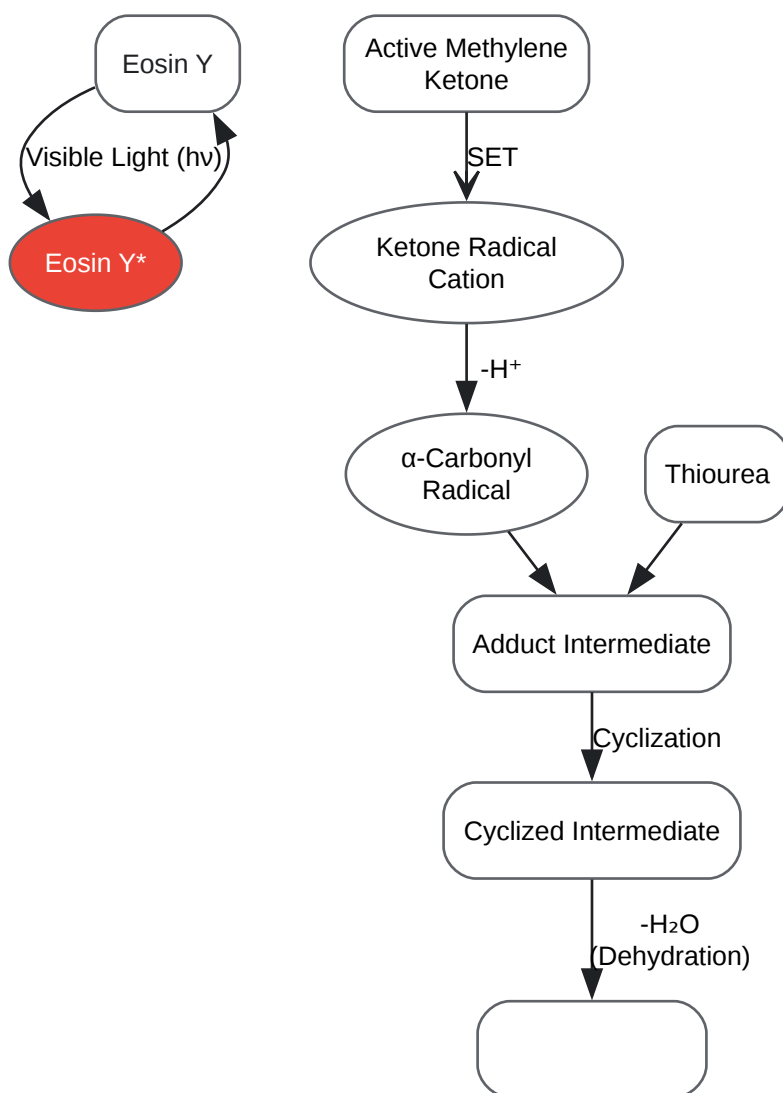 Eosin Y
Active Methylene
Ketone
Visible Light (hν)
SET
Eosin Y*
Ketone Radical
Cation
-H⁺
α-Carbonyl
Radical
Thiourea
Adduct Intermediate
Cyclization
Cyclized Intermediate
-H₂O
(Dehydration)